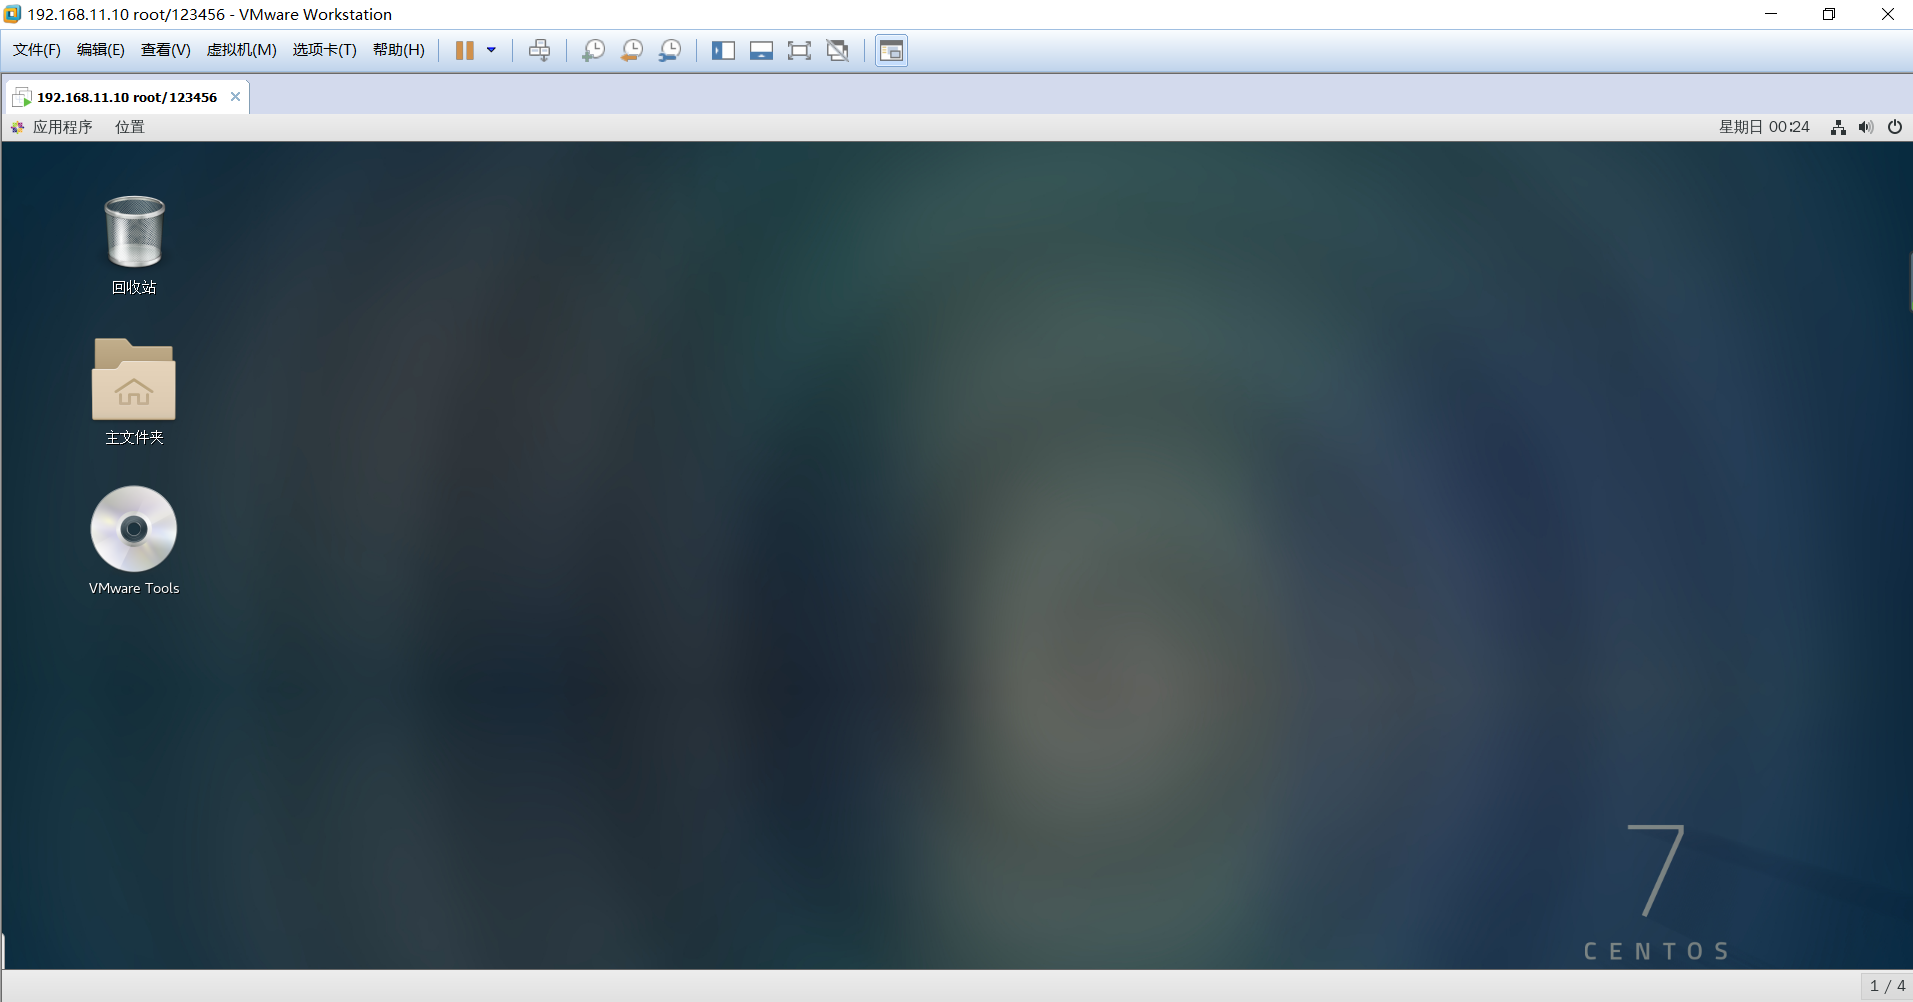 192.168.11.10 root/123456 - VMware Workstation
文件(F) 编辑(E) 查看(V) 虚拟机(M) 选项卡(T) 帮助(H)
192.168.11.10 root/123456
应用程序 位置 星期日 00:24
回收站
主文件夹
VMware Tools
7
CENTOS
1 / 4